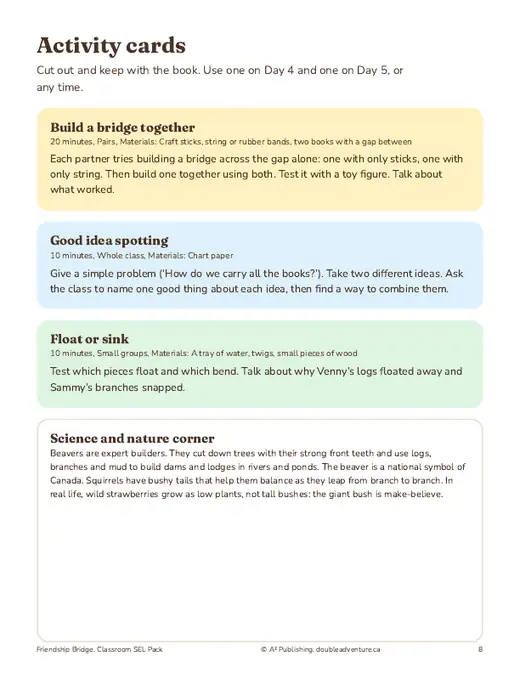 Activity cards
Cut out and keep with the book. Use one on Day 4 and one on Day 5, or
any time.
Build a bridge together
20 minutes, Pairs, Materials: Craft sticks, string or rubber bands, two books with a gap between
Each partner tries building a bridge across the gap alone: one with only sticks, one with
only string. Then build one together using both. Test it with a toy figure. Talk about
what worked.
Good idea spotting
10 minutes, Whole class, Materials: Chart paper
Give a simple problem ('How do we carry all the books?'). Take two different ideas. Ask
the class to name one good thing about each idea, then find a way to combine them.
Float or sink
10 minutes, Small groups, Materials: A tray of water, twigs, small pieces of wood
Test which pieces float and which bend. Talk about why Venny's logs floated away and
Sammy's branches snapped.
Science and nature corner
Beavers are expert builders. They cut down trees with their strong front teeth and use logs,
branches and mud to build dams and lodges in rivers and ponds. The beaver is a national symbol of
Canada. Squirrels have bushy tails that help them balance as they leap from branch to branch. In
real life, wild strawberries grow as low plants, not tall bushes: the giant bush is make-believe.
Friendship Bridge. Classroom SEL Pack
© A² Publishing. doubleadventure.ca
8